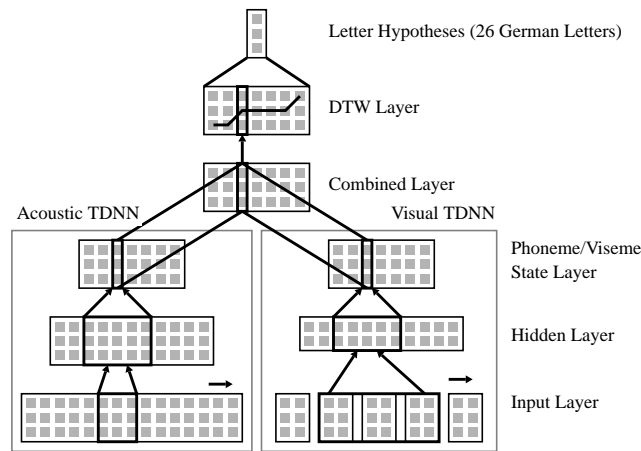 Letter Hypotheses (26 German Letters)
DTW Layer
Combined Layer
Acoustic TDNN
Visual TDNN
Phoneme/Viseme
State Layer
Hidden Layer
Input Layer